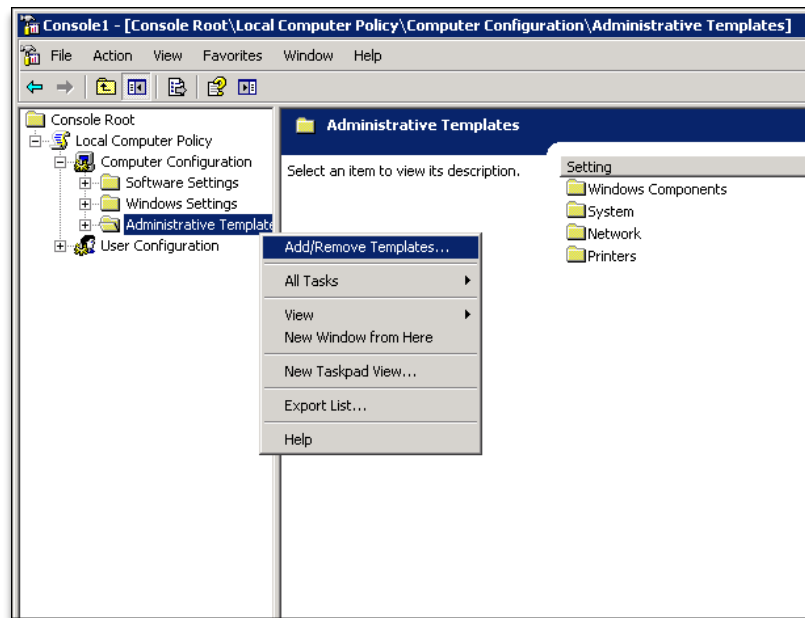 Console1 - [Console Root\Local Computer Policy\Computer Configuration\Administrative Templates]
File Action View Favorites Window Help
Console Root
Local Computer Policy
Computer Configuration
Software Settings
Windows Settings
Administrative Template
User Configuration
Add/Remove Templates...
All Tasks
View
New Window from Here
New Taskpad View...
Export List...
Help
Administrative Templates
Select an item to view its description.
Setting
Windows Components
System
Network
Printers